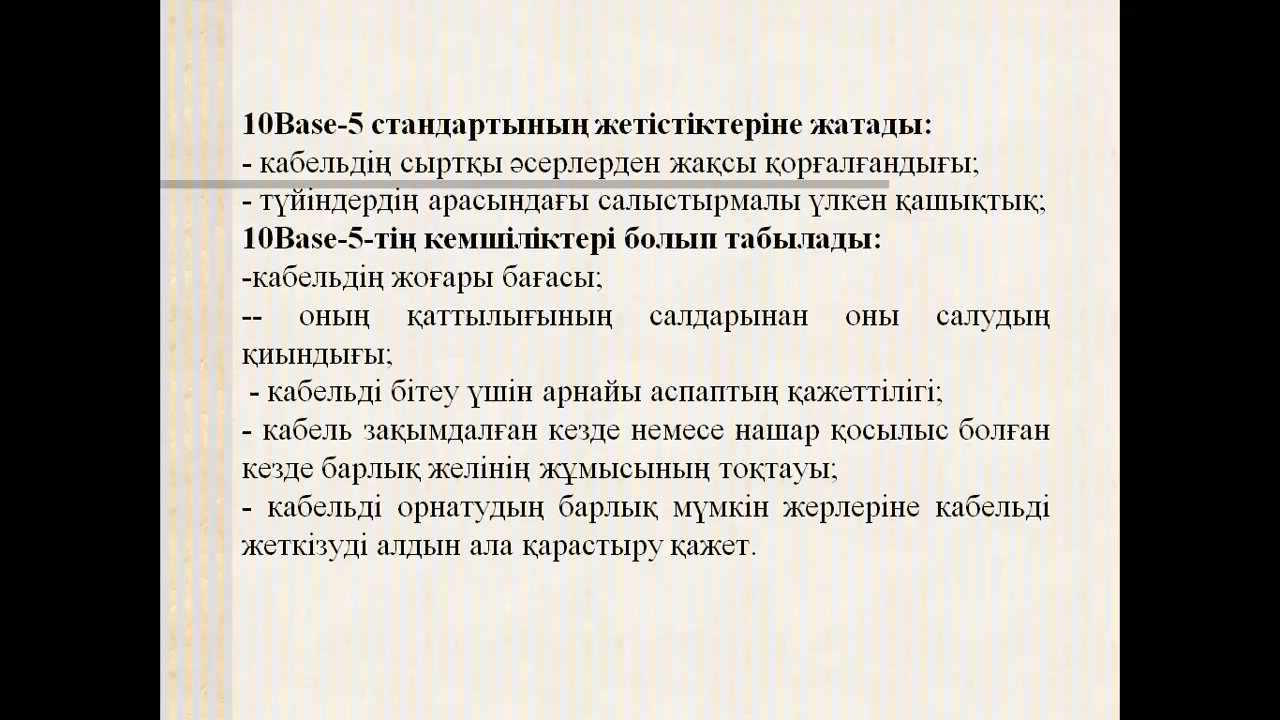 10Base-5 стандартының жетістіктеріне жатады:
- кабельдің сыртқы әсерлерден жақсы қорғалғандығы;
- түйіндердің арасындағы салыстырмалы үлкен қашықтық;
10Base-5-тің кемшіліктері болып табылады:
-кабельдің жоғары бағасы;
-- оның қаттылығының салдарынан оны салудың
қиындығы;
- кабельді бітеу үшін арнайы аспаптың қажеттілігі;
- кабель зақымдалған кезде немесе нашар қосылыс болған
кезде барлық желінің жұмысының тоқтауы;
- кабельді орнатудың барлық мүмкін жерлеріне кабельді
жеткізуді алдын ала қарастыру қажет.